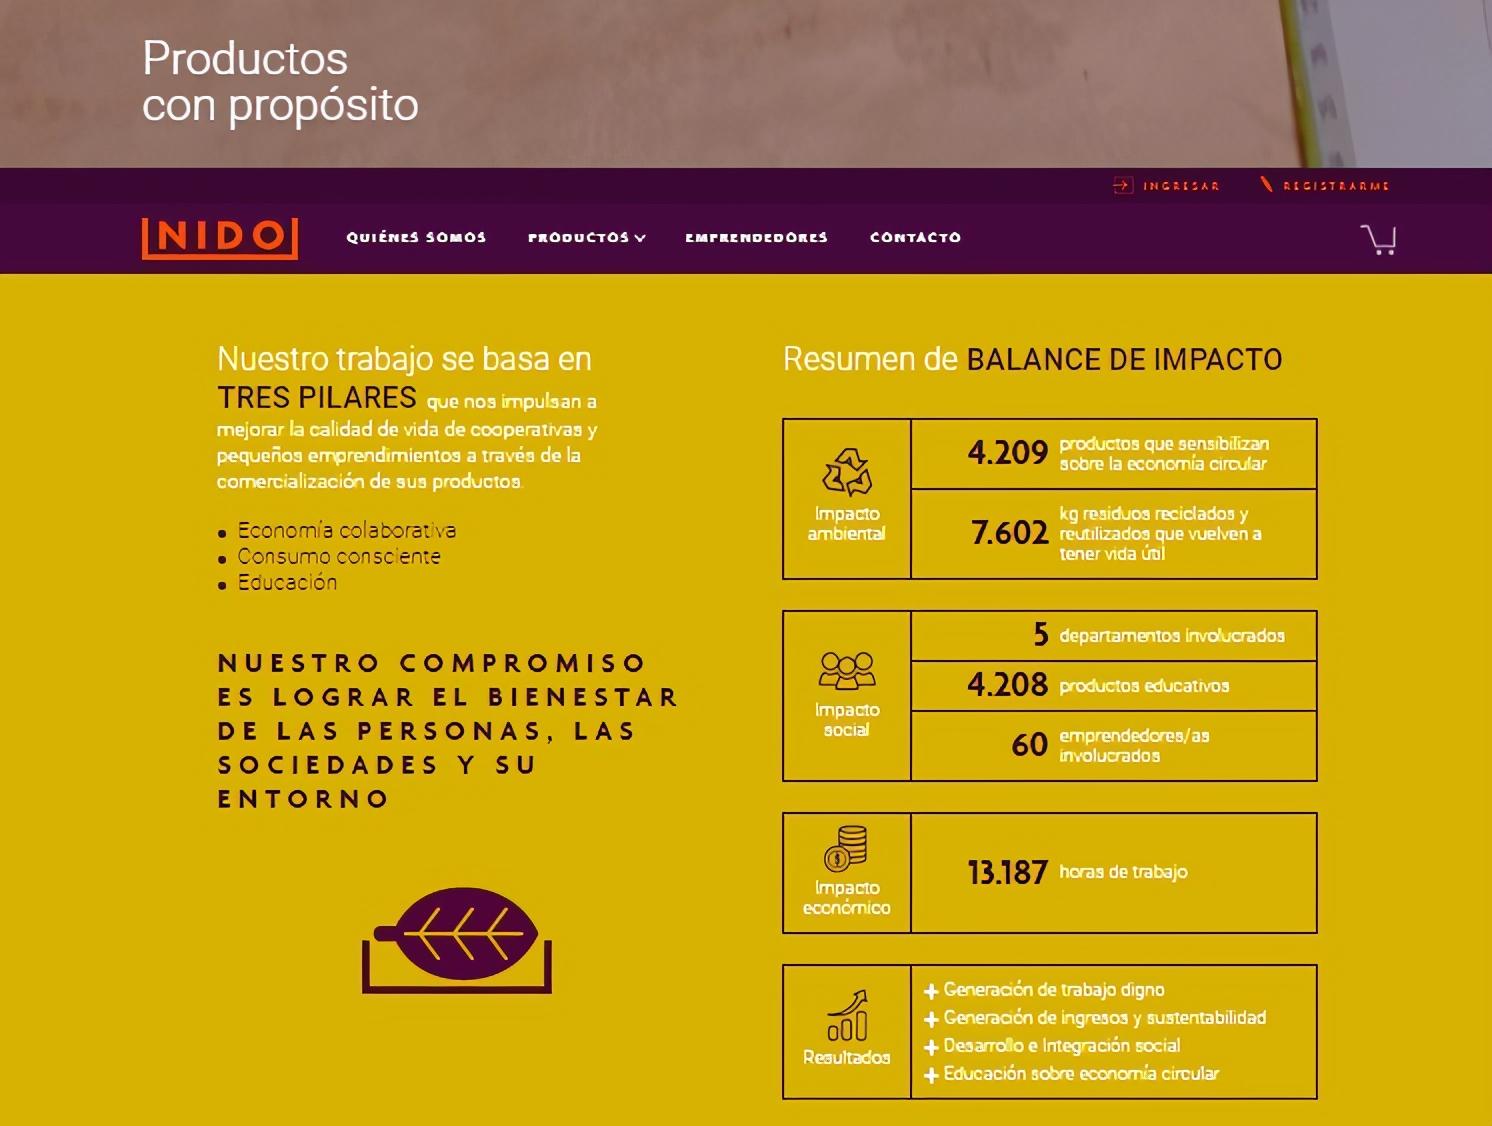 Productos
con propósito
INGRESAR
REGISTRARME
NIDO
QUIÉNES SOMOS
PRODUCTOS
EMPRENDEDORES
CONTACTO
Nuestro trabajo se basa en
TRES PILARES que nos impulsan a
mejorar la calidad de vida de cooperativas y
pequeños emprendimientos a través de la
comercialización de sus productos.
• Economía colaborativa
• Consumo consciente
• Educación
NUESTRO COMPROMISO
ES LOGRAR EL BIENESTAR
DE LAS PERSONAS, LAS
SOCIEDADES Y SU
ENTORNO
Resumen de BALANCE DE IMPACTO
Impacto
ambiental
4.209 productos que sensibilizan
sobre la economía circular
7.602 kg residuos reciclados y
reutilizados que vuelven a
tener vida útil
Impacto
social
5 departamentos involucrados
4.208 productos educativos
60 emprendedores/as
involucrados
$
Impacto
económico
13.187 horas de trabajo
Resultados
+ Generación de trabajo digno
+ Generación de ingresos y sustentabilidad
+ Desarrollo e Integración social
+ Educación sobre economía circular